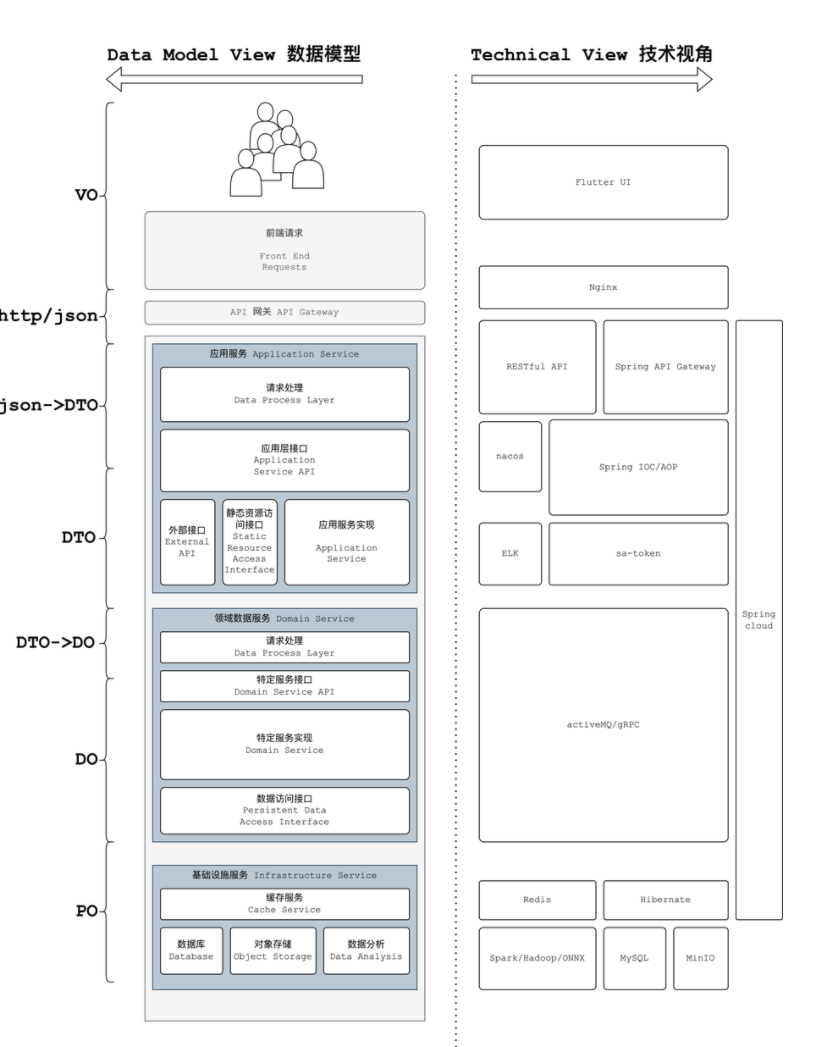 Data Model View 数据模型
Technical View 技术视角
VO
前端请求
Front End
Requests
http/json
API 网关 API Gateway
json->DTO
应用服务 Application Service
请求处理
Data Process Layer
应用层接口
Application
Service API
DTO
外部接口
External
API
静态资源访
问接口
Static
Resource
Access
Interface
应用服务实现
Application
Service
DTO->DO
领域数据服务 Domain Service
请求处理
Data Process Layer
特定服务接口
Domain Service API
DO
特定服务实现
Domain Service
数据访问接口
Persistent Data
Access Interface
PO
基础设施服务 Infrastructure Service
缓存服务
Cache Service
数据库
Database
对象存储
Object Storage
数据分析
Data Analysis
Flutter UI
Nginx
RESTful API
Spring API Gateway
nacos
Spring IOC/AOP
ELK
sa-token
Spring
cloud
activeMQ/gRPC
Redis
Hibernate
Spark/Hadoop/ONNX
MySQL
MinIO